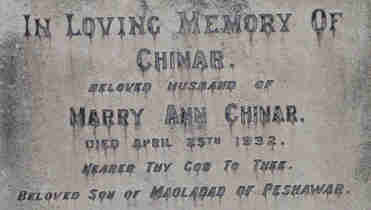 IN LOVING MEMORY OF
CHINAR.
BELOVED HUSBAND OF
MARRY ANN CHINAR.
DIED APRIL 25TH 1892.
NEARER THY GOD TO THEE.
BELOVED SON OF MAOLADAD OF PESHAWAR.